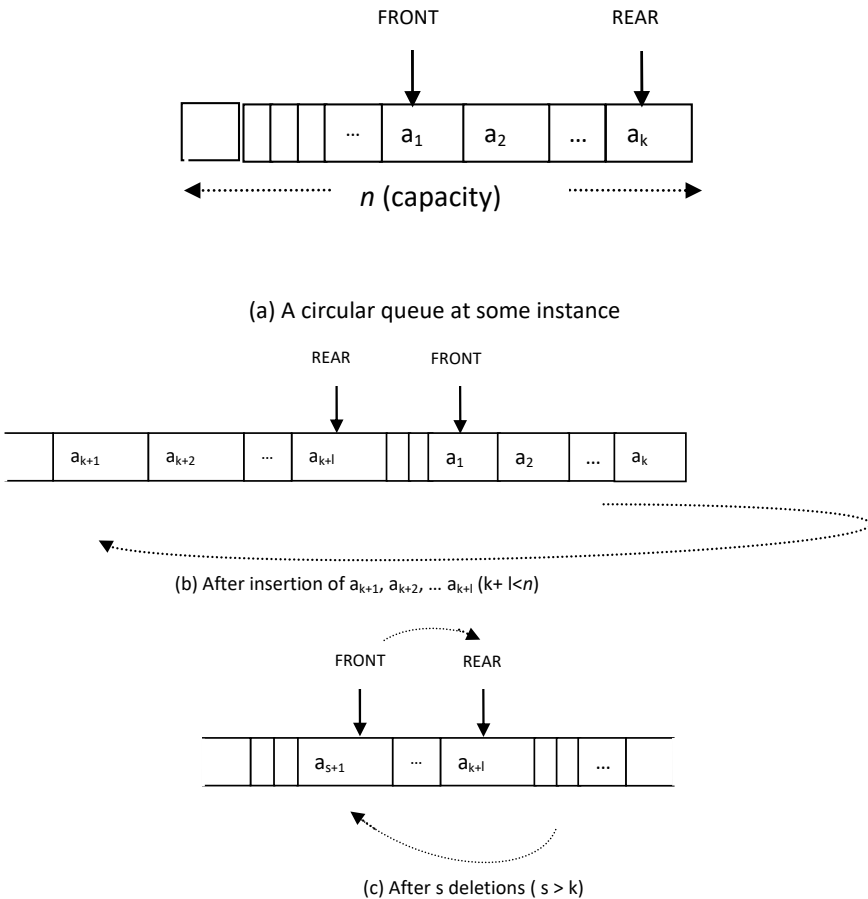 FRONT REAR
... a₁ a₂ ... aₖ
n (capacity)
(a) A circular queue at some instance
REAR FRONT
aₖ₊₁ aₖ₊₂ ... aₖ₊ₗ a₁ a₂ ... aₖ
(b) After insertion of aₖ₊₁, aₖ₊₂, ... aₖ₊ₗ (k+ l<n)
FRONT REAR
aₛ₊₁ ... aₖ₊ₗ ...
(c) After s deletions ( s > k)